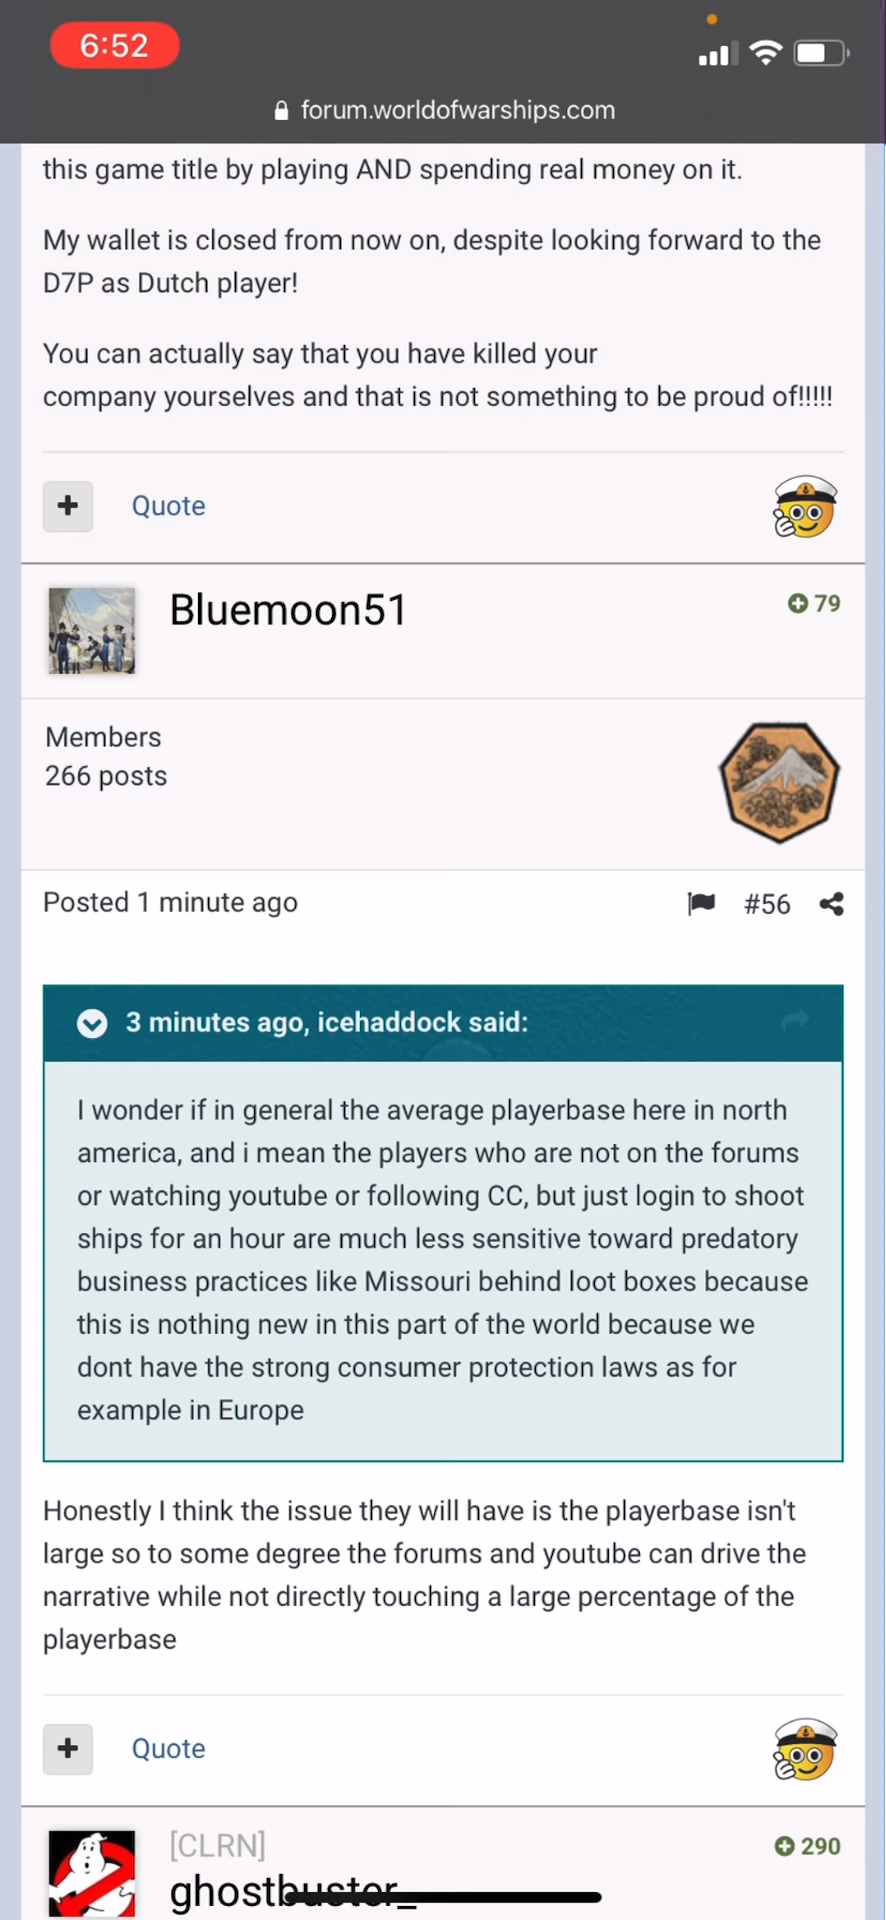 6:52
forum.worldofwarships.com
this game title by playing AND spending real money on it.
My wallet is closed from now on, despite looking forward to the
D7P as Dutch player!
You can actually say that you have killed your
company yourselves and that is not something to be proud of!!!!!
+ Quote
Bluemoon51
79
Members
266 posts
Posted 1 minute ago
#56
3 minutes ago, icehaddock said:
I wonder if in general the average playerbase here in north
america, and i mean the players who are not on the forums
or watching youtube or following CC, but just login to shoot
ships for an hour are much less sensitive toward predatory
business practices like Missouri behind loot boxes because
this is nothing new in this part of the world because we
dont have the strong consumer protection laws as for
example in Europe
Honestly I think the issue they will have is the playerbase isn't
large so to some degree the forums and youtube can drive the
narrative while not directly touching a large percentage of the
playerbase
+ Quote
[CLRN]
290
ghostbuster_